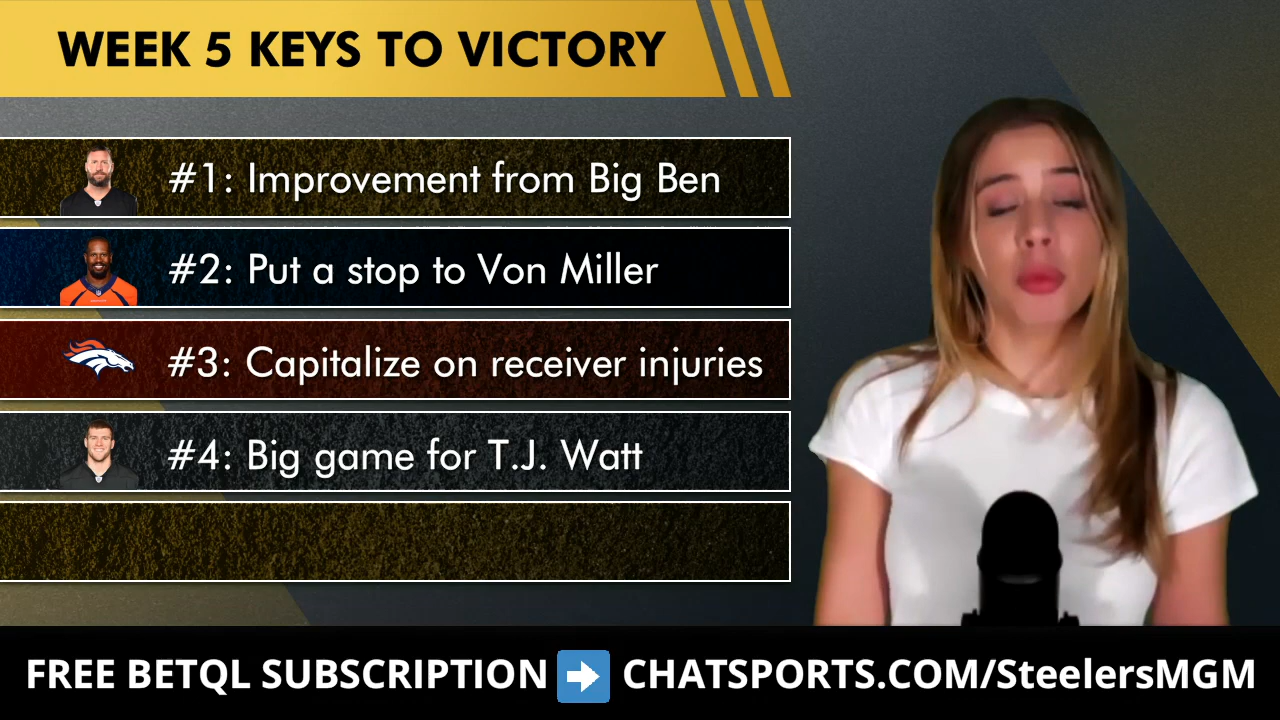 WEEK 5 KEYS TO VICTORY
#1: Improvement from Big Ben
#2: Put a stop to Von Miller
#3: Capitalize on receiver injuries
#4: Big game for T.J. Watt
FREE BETQL SUBSCRIPTION ➡ CHATSPORTS.COM/SteelersMGM